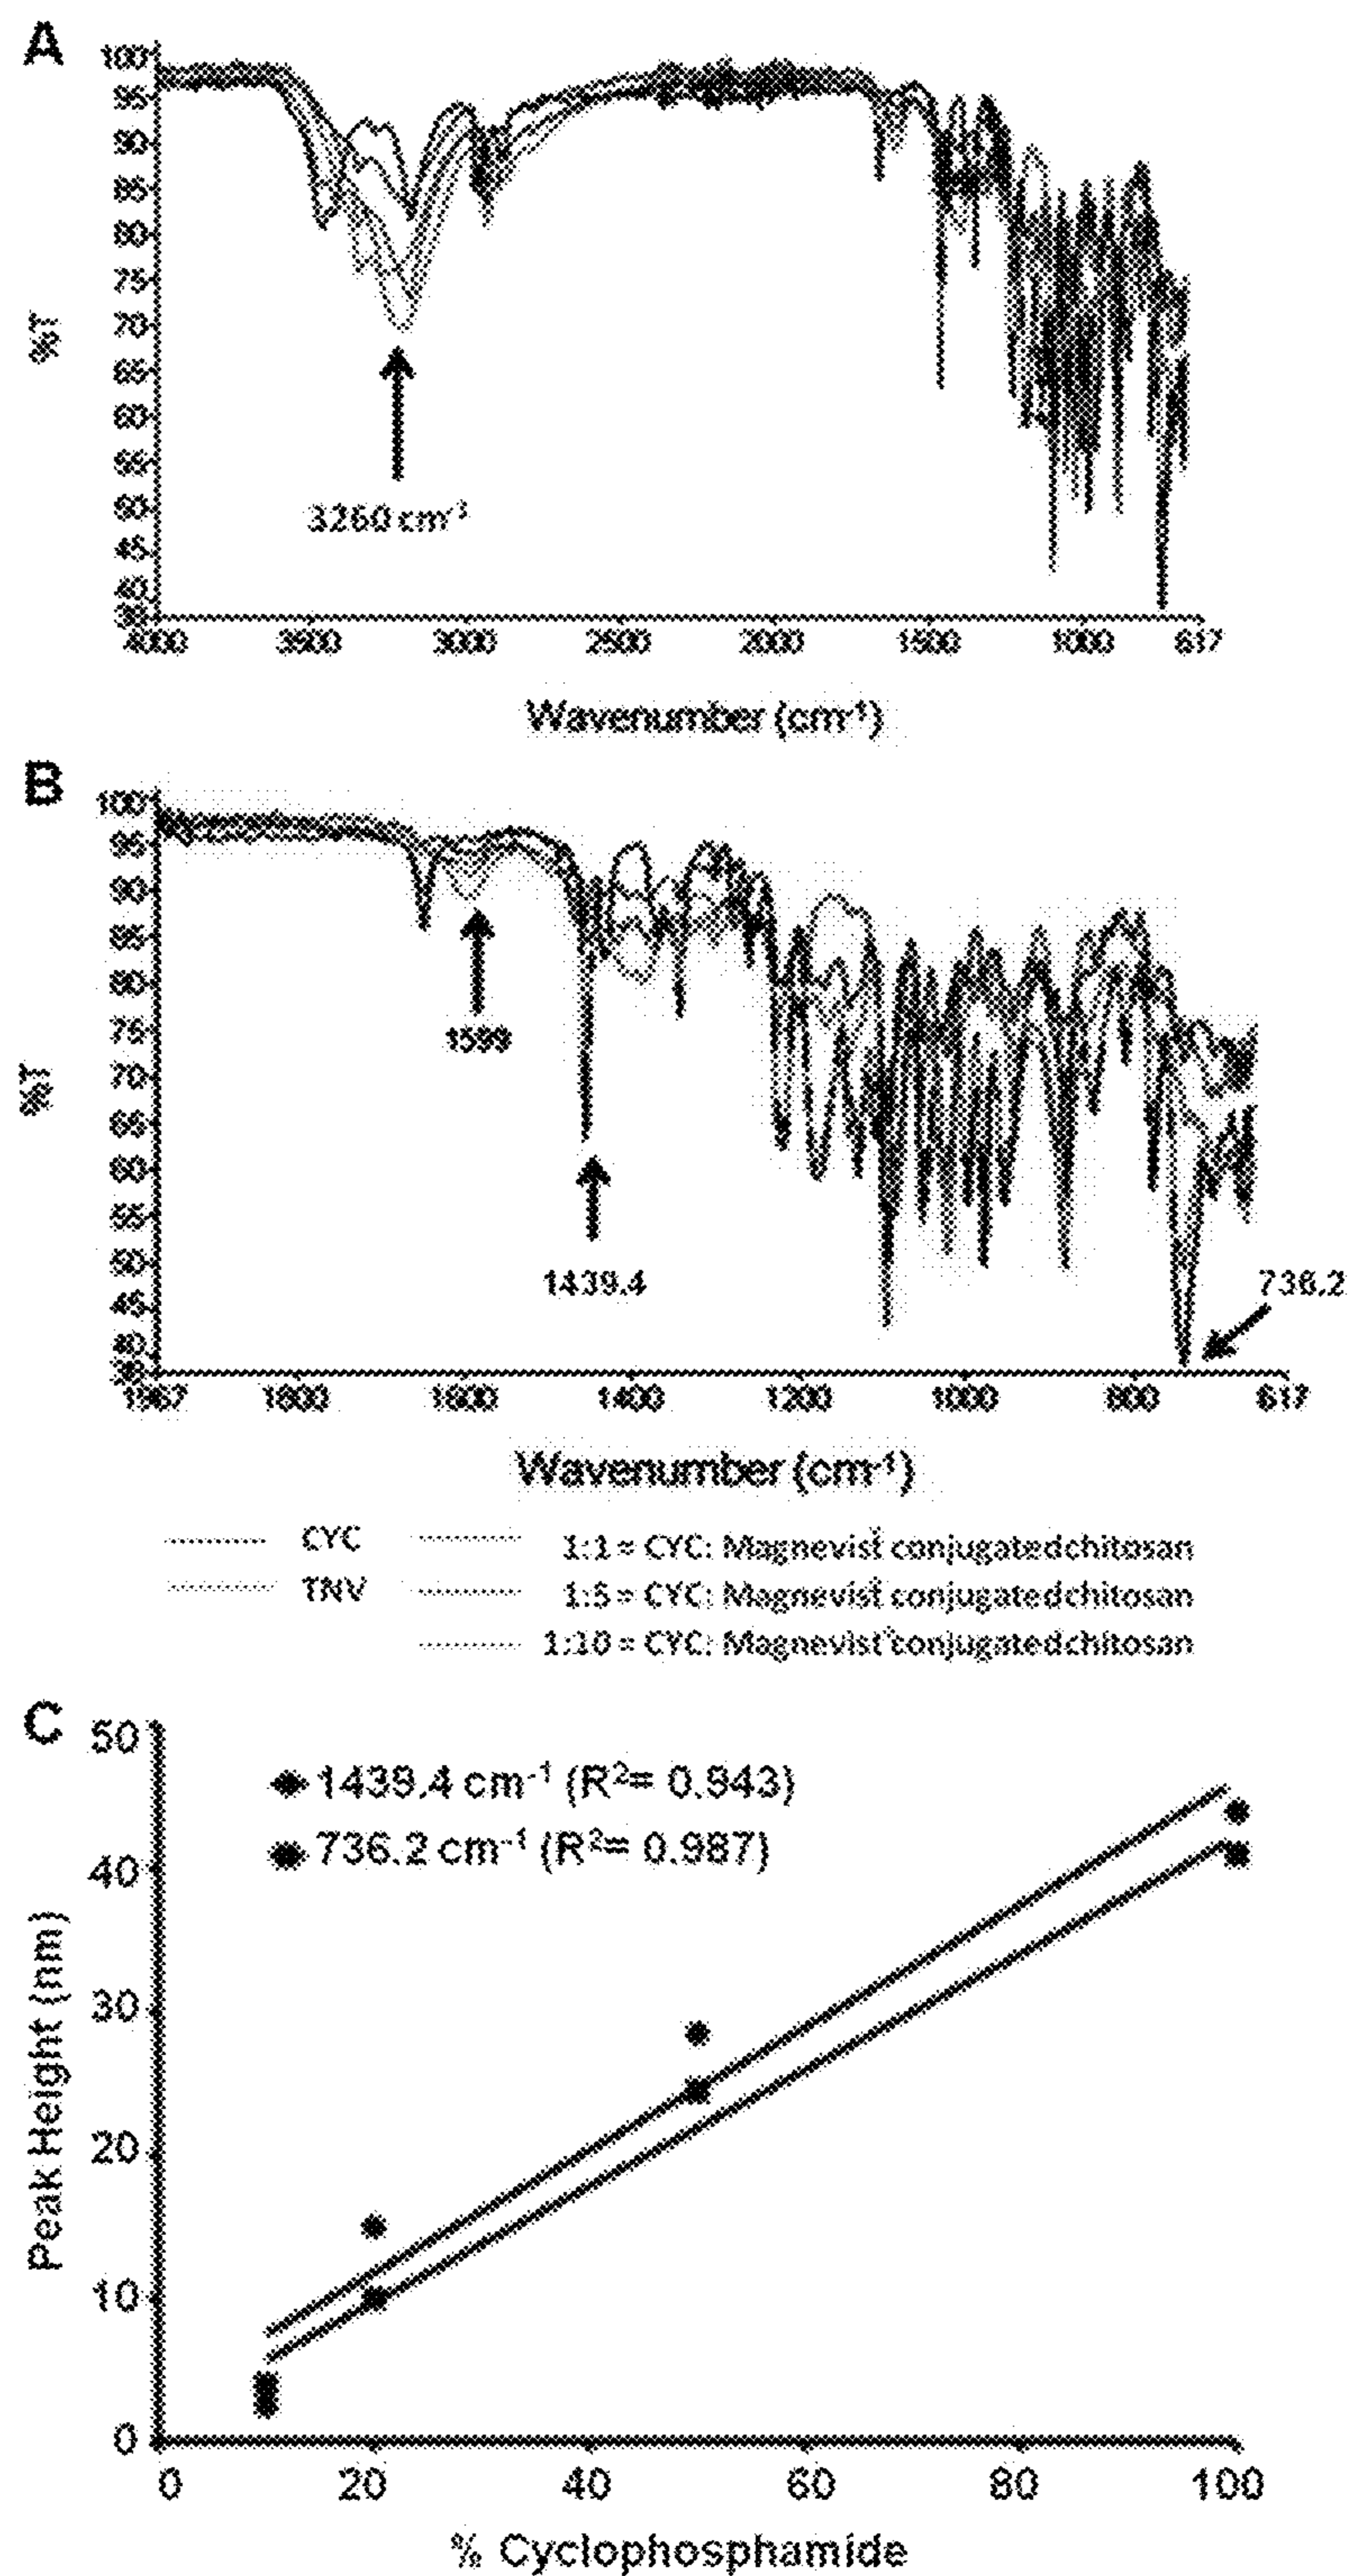 A
100
95
90
85
80
75
70
65
60
55
50
45
40
%T
3260 cm-1
4000 3500 3000 2500 2000 1500 1000 617
Wavenumber (cm-1)
B
100
95
90
85
80
75
70
65
60
55
50
45
40
%T
1599
1439.4
736.2
1967 1800 1600 1400 1200 1000 800 617
Wavenumber (cm-1)
CYC 1:1 = CYC: Magnevist conjugatedchitosan
TNV 1:5 = CYC: Magnevist conjugatedchitosan
1:10 = CYC: Magnevist conjugatedchitosan
C
50
40
30
20
10
0
Peak Height (nm)
1439.4 cm-1 (R2= 0.943)
736.2 cm-1 (R2= 0.987)
0 20 40 60 80 100
% Cyclophosphamide